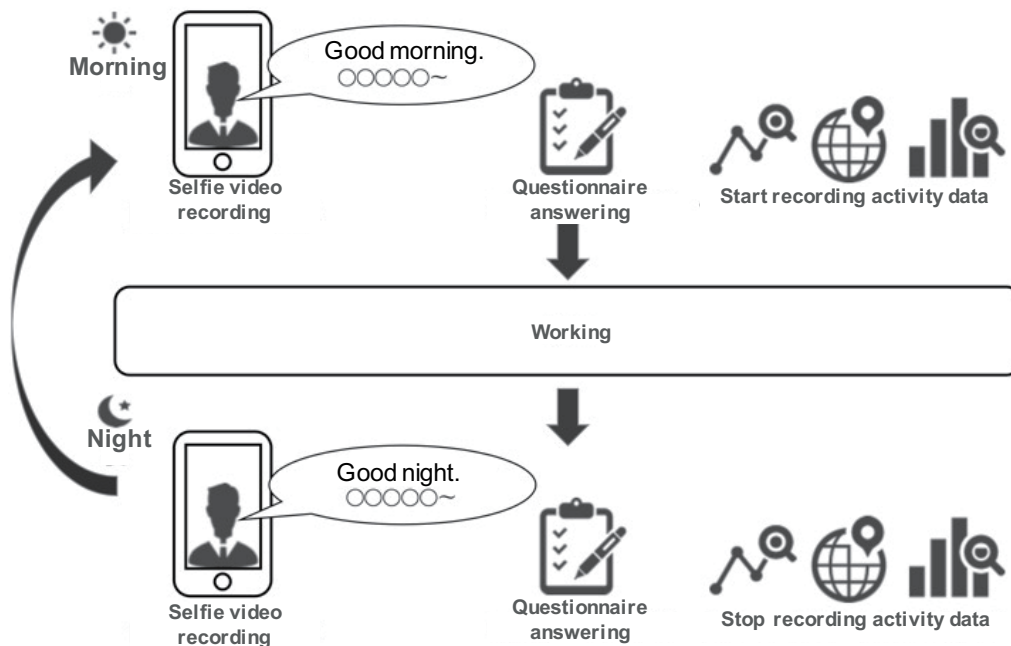 Morning
Good morning.
○○○○○~
Selfie video
recording
Questionnaire
answering
Start recording activity data
Working
Night
Good night.
○○○○○~
Selfie video
recording
Questionnaire
answering
Stop recording activity data